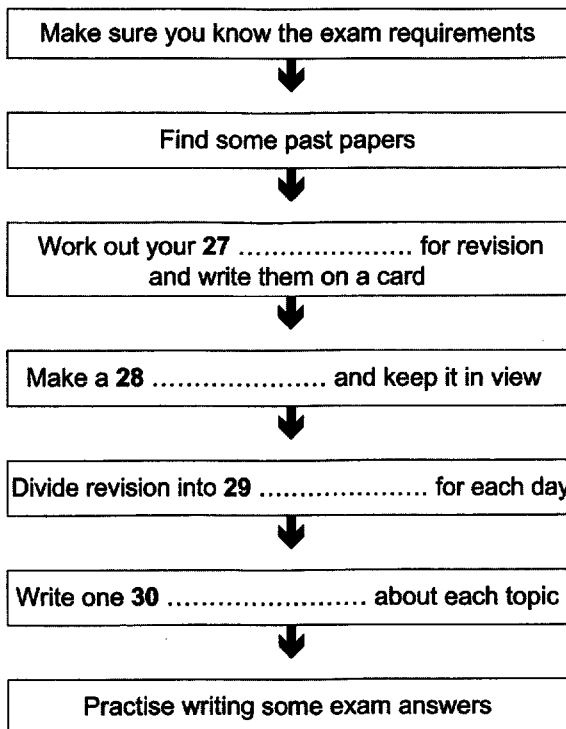 Make sure you know the exam requirements
Find some past papers
Work out your 27 ........................ for revision
and write them on a card
Make a 28 ..................... and keep it in view
Divide revision into 29 ..................... for each day
Write one 30 ........................ about each topic
Practise writing some exam answers